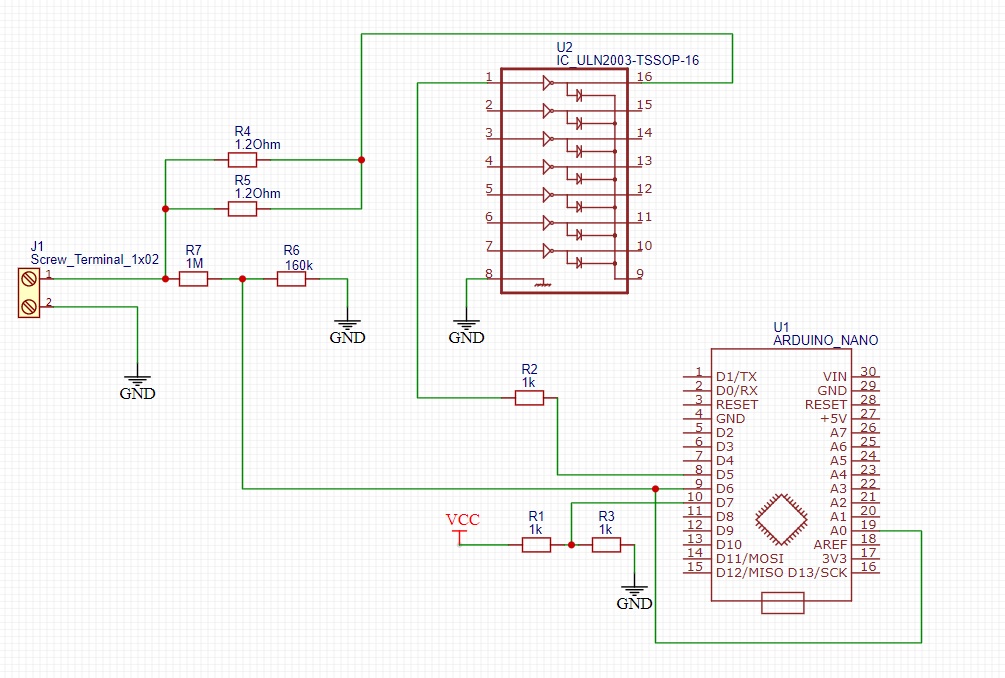 U2
IC_ULN2003-TSSOP-16
1
16
2
15
3
14
4
13
5
12
6
11
7
10
8
9
R4
1.2Ohm
R5
1.2Ohm
J1
Screw_Terminal_1x02
1
2
R7
1M
R6
160k
GND
GND
GND
R2
1k
U1
ARDUINO_NANO
1 D1/TX VIN 30
2 D0/RX GND 29
3 RESET RESET 28
4 GND +5V 27
5 D2 A7 26
6 D3 A6 25
7 D4 A5 24
8 D5 A4 23
9 D6 A3 22
10 D7 A2 21
11 D8 A1 20
12 D9 A0 19
13 D10 AREF 18
14 D11/MOSI 3V3 17
15 D12/MISO D13/SCK 16
VCC
R1
1k
R3
1k
GND